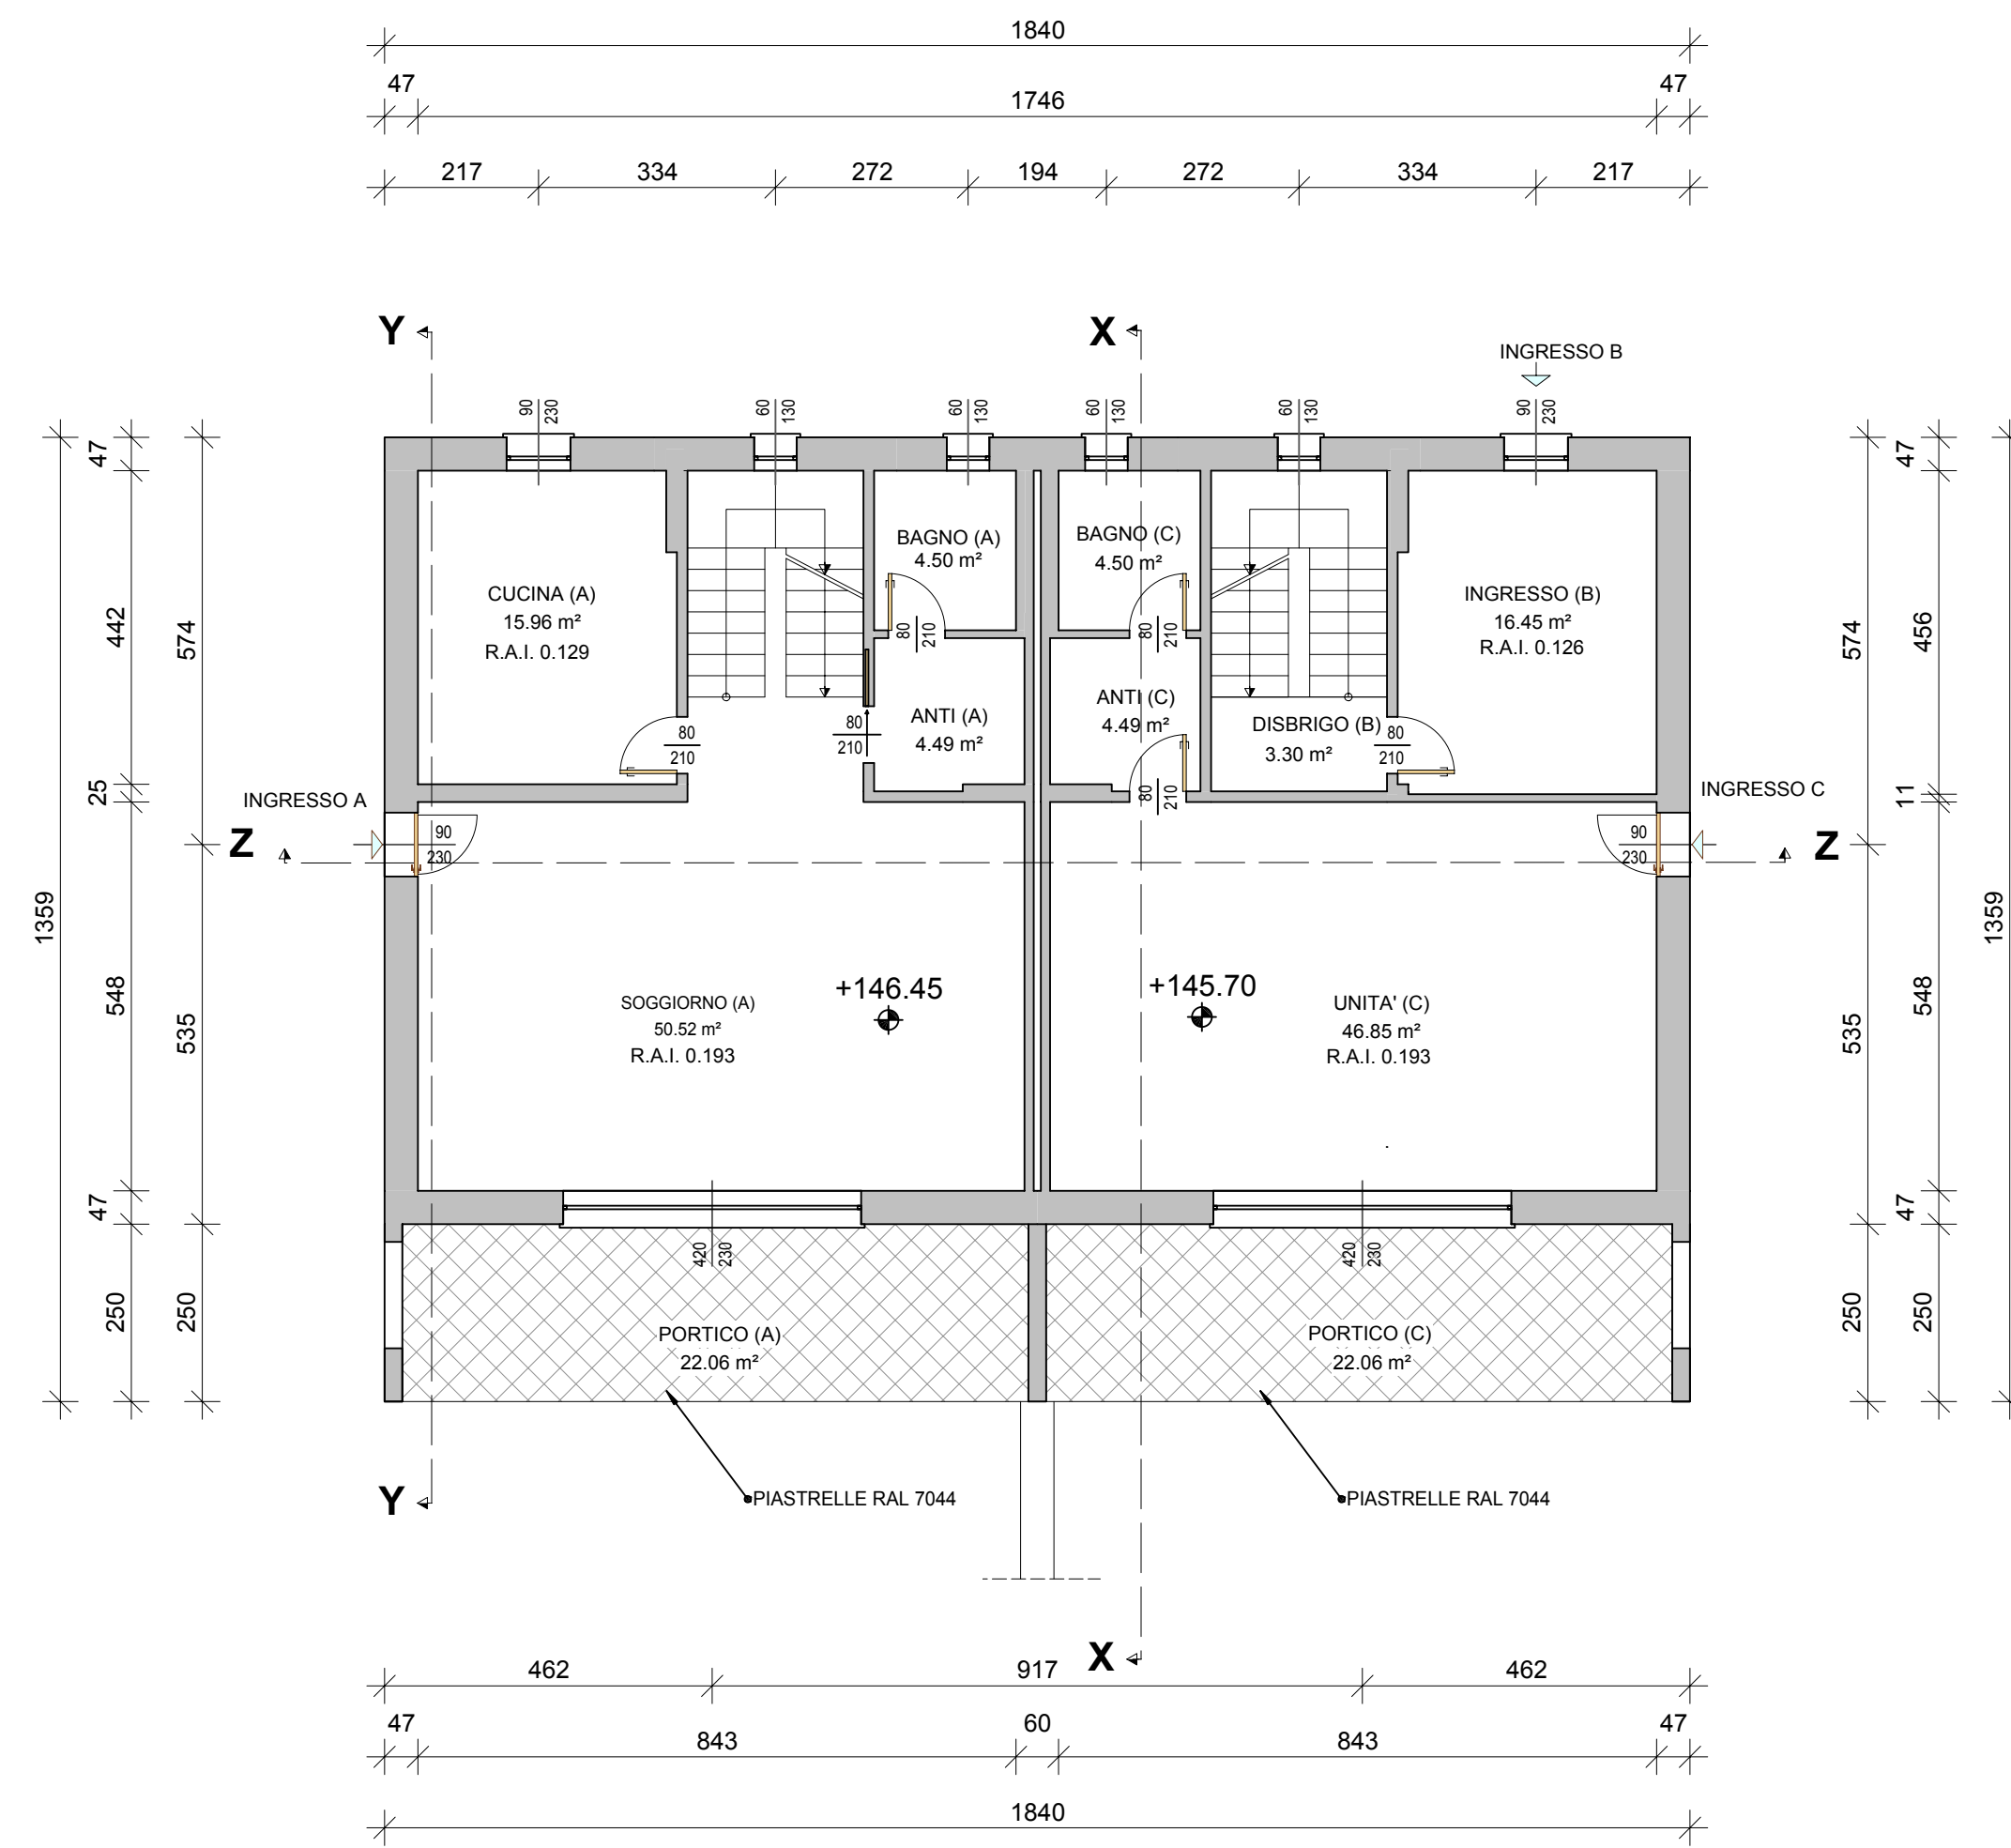 1840
47
47
1746
217
334
272
194
272
334
217
Y
X
INGRESSO B
90
230
60
130
60
130
60
130
60
130
90
230
47
442
25
548
47
250
574
535
250
1359
47
456
11
548
47
250
574
535
250
1359
CUCINA (A)
15.96 m²
R.A.I. 0.129
BAGNO (A)
4.50 m²
BAGNO (C)
4.50 m²
INGRESSO (B)
16.45 m²
R.A.I. 0.126
80
210
80
210
ANTI (A)
4.49 m²
ANTI (C)
4.49 m²
DISBRIGO (B)
3.30 m²
80
210
80
210
80
210
80
210
INGRESSO A
INGRESSO C
Z
90
230
90
230
Z
+146.45
+145.70
SOGGIORNO (A)
50.52 m²
R.A.I. 0.193
UNITA' (C)
46.85 m²
R.A.I. 0.193
420
230
420
230
PORTICO (A)
22.06 m²
PORTICO (C)
22.06 m²
Y
PIASTRELLE RAL 7044
PIASTRELLE RAL 7044
X
462
917
462
47
60
47
843
843
1840